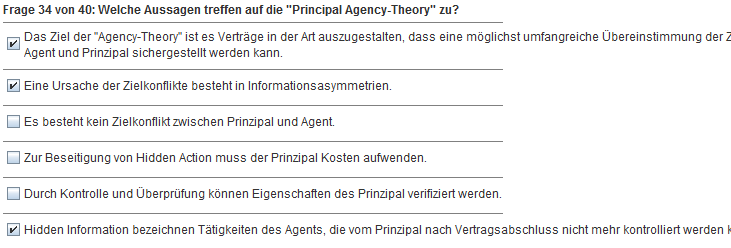 Frage 34 von 40: Welche Aussagen treffen auf die "Principal Agency-Theory" zu?
Das Ziel der "Agency-Theory" ist es Verträge in der Art auszugestalten, dass eine möglichst umfangreiche Übereinstimmung der
Agent und Prinzipal sichergestellt werden kann.
Eine Ursache der Zielkonflikte besteht in Informationsasymmetrien.
Es besteht kein Zielkonflikt zwischen Prinzipal und Agent.
Zur Beseitigung von Hidden Action muss der Prinzipal Kosten aufwenden.
Durch Kontrolle und Überprüfung können Eigenschaften des Prinzipal verifiziert werden.
Hidden Information bezeichnen Tätigkeiten des Agents, die vom Prinzipal nach Vertragsabschluss nicht mehr kontrolliert werden